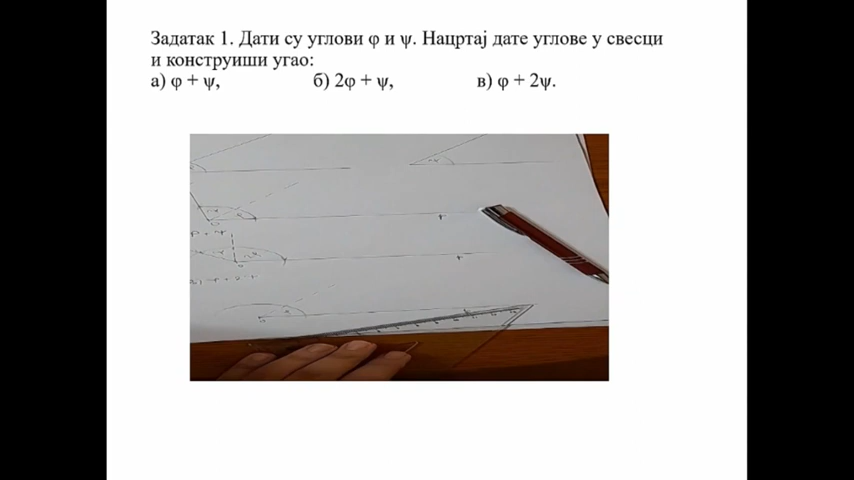 Задатак 1. Дати су углови φ и ψ. Нацртај дате углове у свесци
и конструиши угао:
а) φ + ψ, б) 2φ + ψ, в) φ + 2ψ.